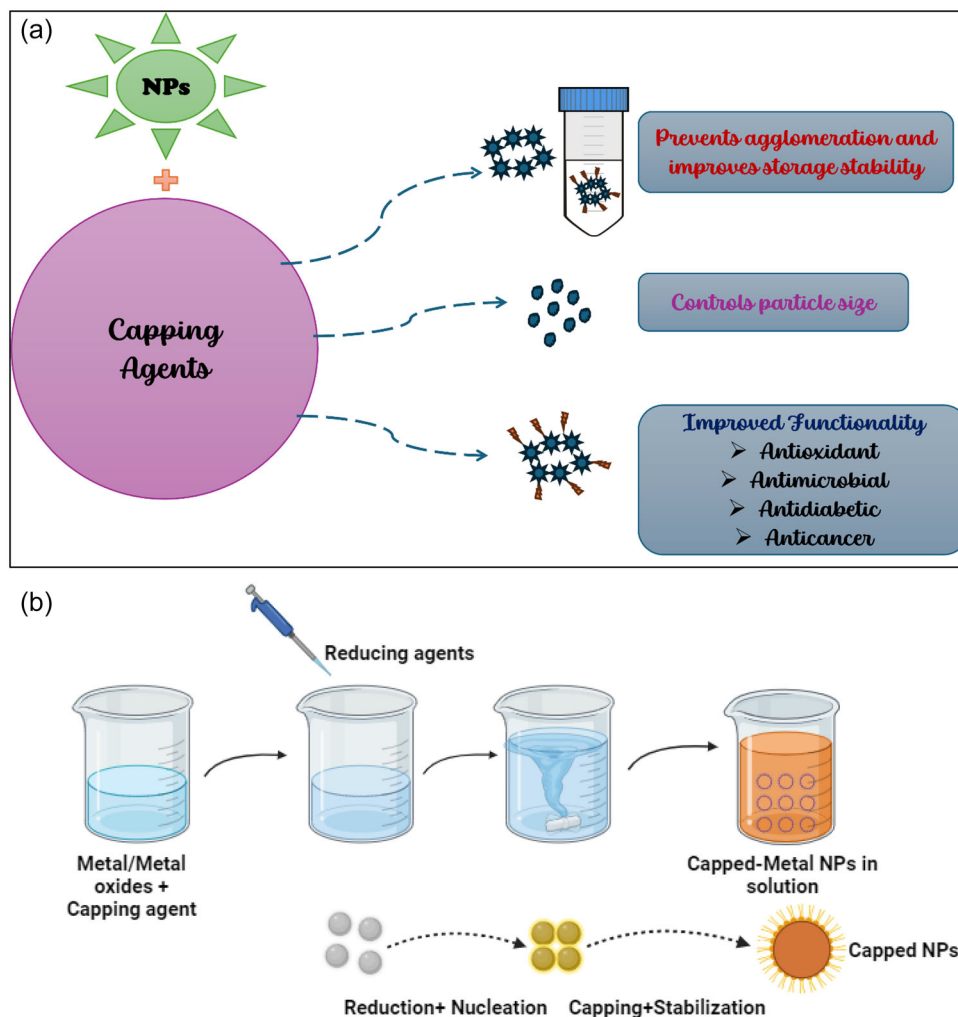 (a)
NPs
Capping
Agents
Prevents agglomeration and
improves storage stability
Controls particle size
Improved Functionality
➢ Antioxidant
➢ Antimicrobial
➢ Antidiabetic
➢ Anticancer
(b)
Reducing agents
Metal/Metal
oxides +
Capping agent
Capped-Metal NPs in
solution
Capped NPs
Reduction+ Nucleation
Capping+Stabilization